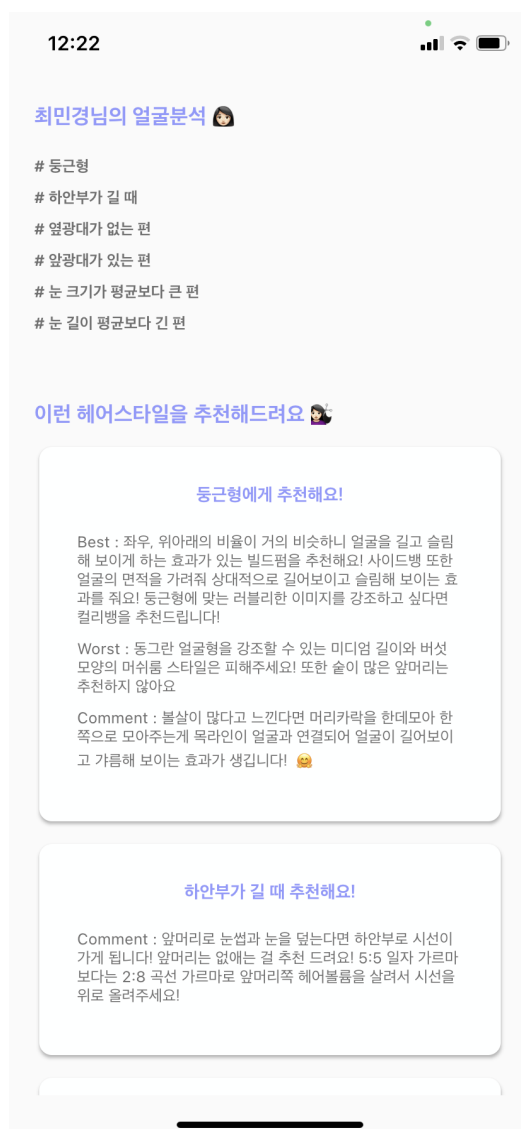 12:22
최민경님의 얼굴분석
# 둥근형
# 하안부가 길 때
# 옆광대가 없는 편
# 앞광대가 있는 편
# 눈 크기가 평균보다 큰 편
# 눈 길이 평균보다 긴 편
이런 헤어스타일을 추천해드려요
둥근형에게 추천해요!
Best : 좌우, 위아래의 비율이 거의 비슷하니 얼굴을 길고 슬림
해 보이게 하는 효과가 있는 빌드펌을 추천해요! 사이드뱅 또한
얼굴의 면적을 가려줘 상대적으로 길어보이고 슬림해 보이는 효
과를 줘요! 둥근형에 맞는 러블리한 이미지를 강조하고 싶다면
컬리뱅을 추천드립니다!
Worst : 동그란 얼굴형을 강조할 수 있는 미디엄 길이와 버섯
모양의 머쉬룸 스타일은 피해주세요! 또한 숱이 많은 앞머리는
추천하지 않아요
Comment : 볼살이 많다고 느낀다면 머리카락을 한데모아 한
쪽으로 모아주는게 목라인이 얼굴과 연결되어 얼굴이 길어보이
고 갸름해 보이는 효과가 생깁니다! 🤗
하안부가 길 때 추천해요!
Comment : 앞머리로 눈썹과 눈을 덮는다면 하안부로 시선이
가게 됩니다! 앞머리는 없애는 걸 추천 드려요! 5:5 일자 가르마
보다는 2:8 곡선 가르마로 앞머리쪽 헤어볼륨을 살려서 시선을
위로 올려주세요!